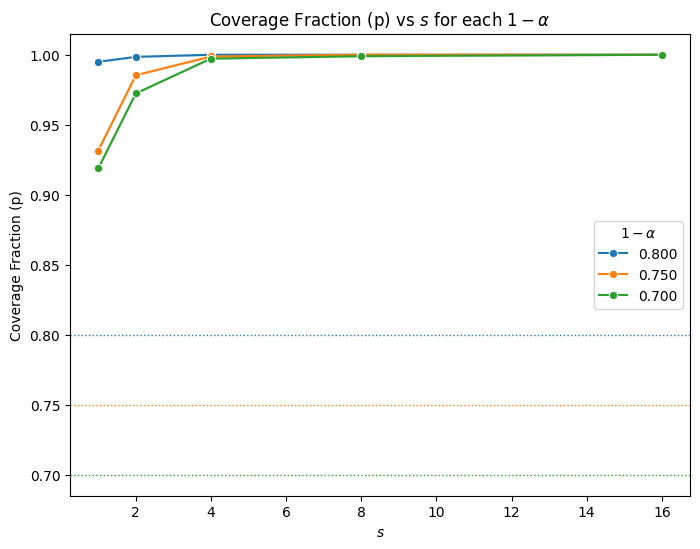 Coverage Fraction (p) vs s for each 1 − α
1.00
0.95
0.90
0.85
0.80
0.75
0.70
Coverage Fraction (p)
1 − α
0.800
0.750
0.700
2 4 6 8 10 12 14 16
s